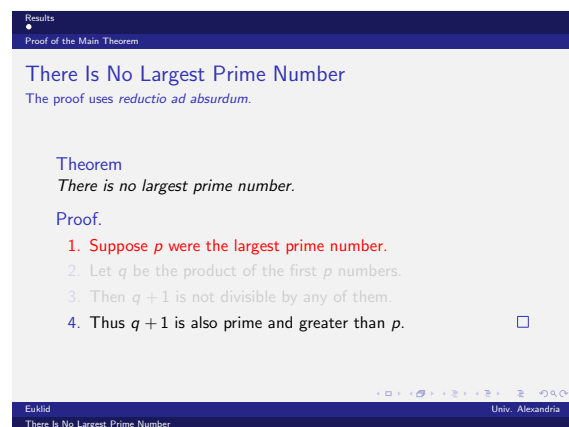 Results
Proof of the Main Theorem
There Is No Largest Prime Number
The proof uses reductio ad absurdum.
Theorem
There is no largest prime number.
Proof.
1. Suppose p were the largest prime number.
2. Let q be the product of the first p numbers.
3. Then q + 1 is not divisible by any of them.
4. Thus q + 1 is also prime and greater than p.
Euklid Univ. Alexandria
There Is No Largest Prime Number